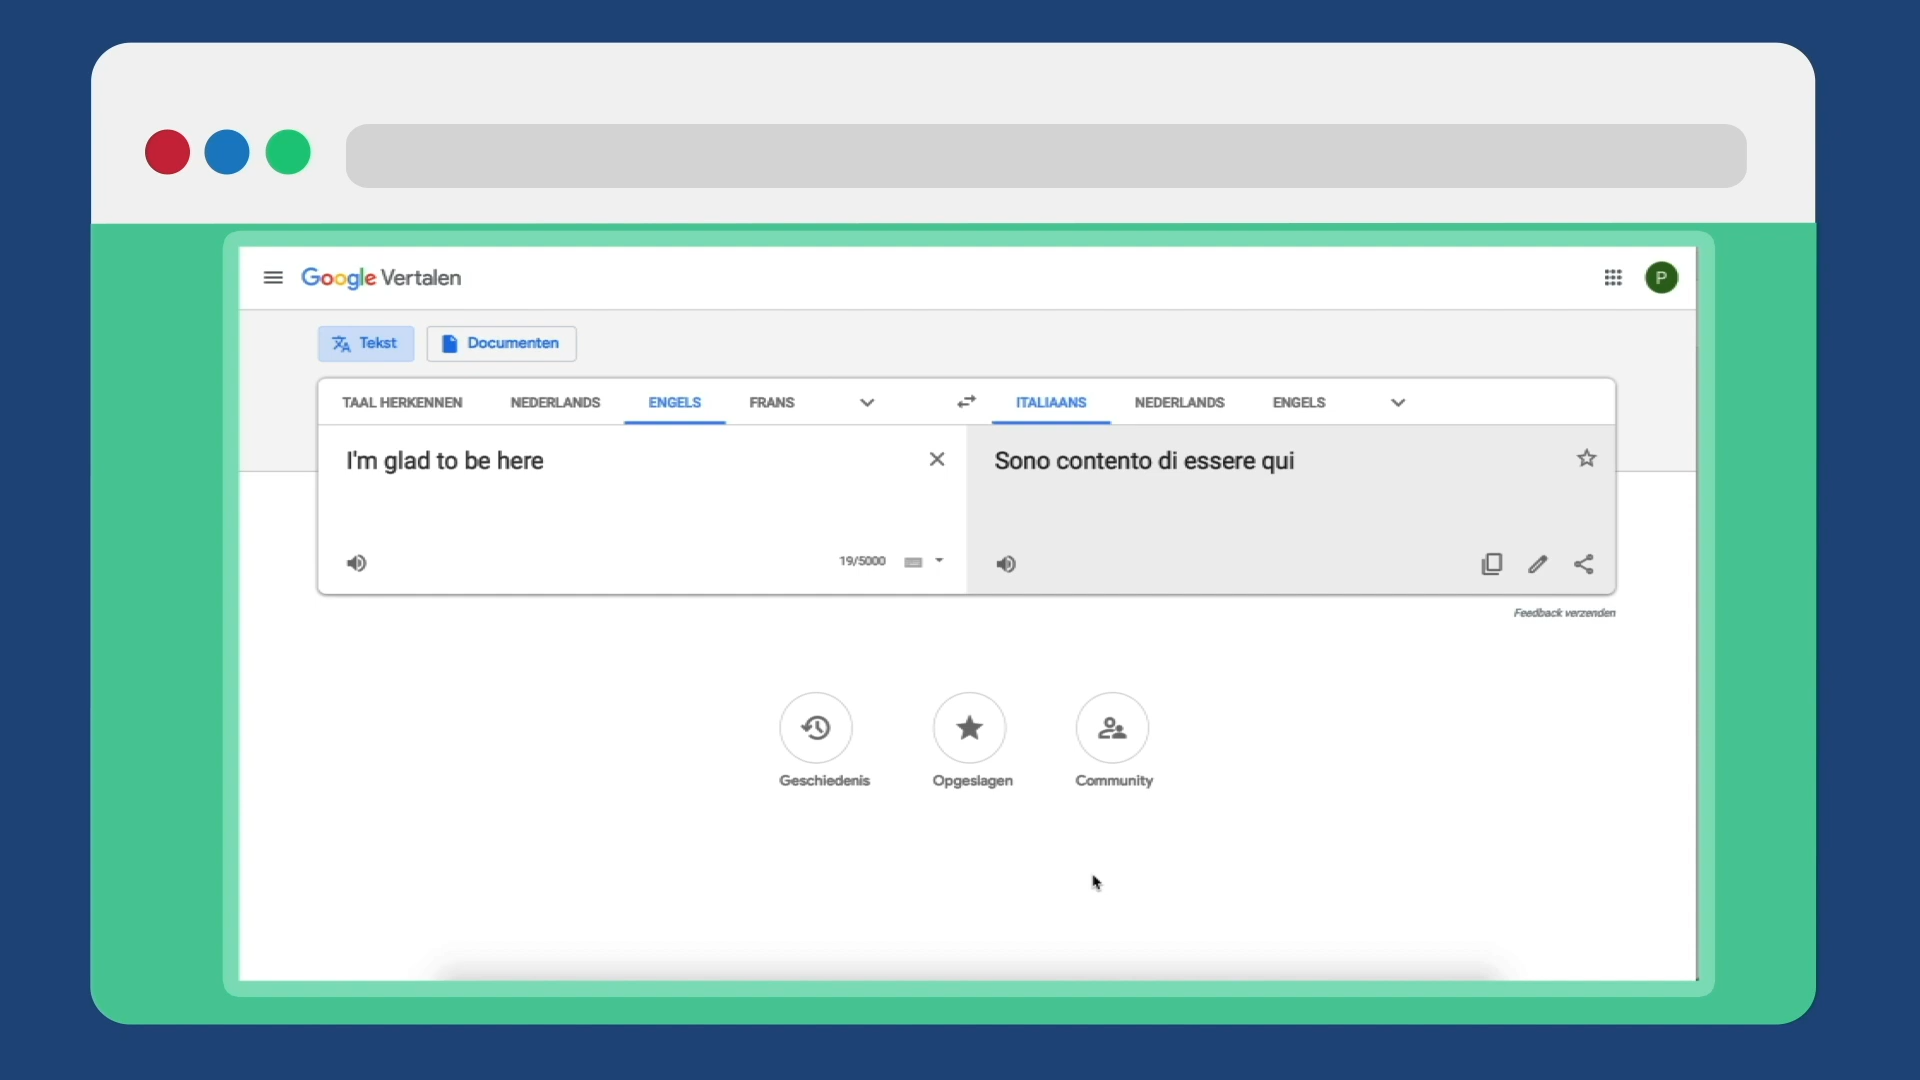 Google Vertalen
P
Tekst
Documenten
TAAL HERKENNEN NEDERLANDS ENGELS FRANS
ITALIAANS NEDERLANDS ENGELS
I'm glad to be here
Sono contento di essere qui
19/5000
Feedback verzenden
Geschiedenis
Opgeslagen
Community